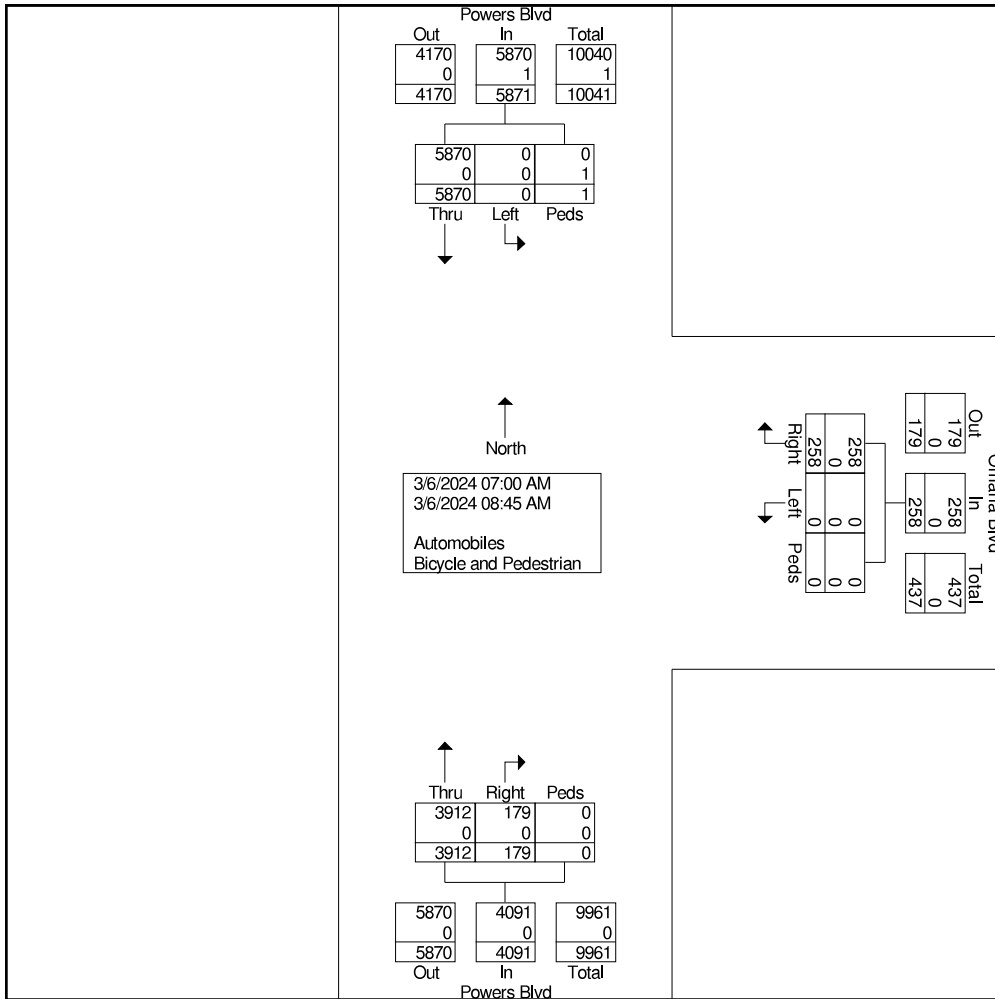 Powers Blvd
Out In Total
4170 5870 10040
0 1 1
4170 5871 10041
5870 0 0
0 0 1
5870 0 1
Thru Left Peds
North
3/6/2024 07:00 AM
3/6/2024 08:45 AM
Automobiles
Bicycle and Pedestrian
Omaha Blvd
Out In Total
179 258 437
0 0 0
179 258 437
258 0 0
0 0 0
258 0 0
Right Left Peds
Thru Right Peds
3912 179 0
0 0 0
3912 179 0
5870 4091 9961
0 0 0
5870 4091 9961
Out In Total
Powers Blvd